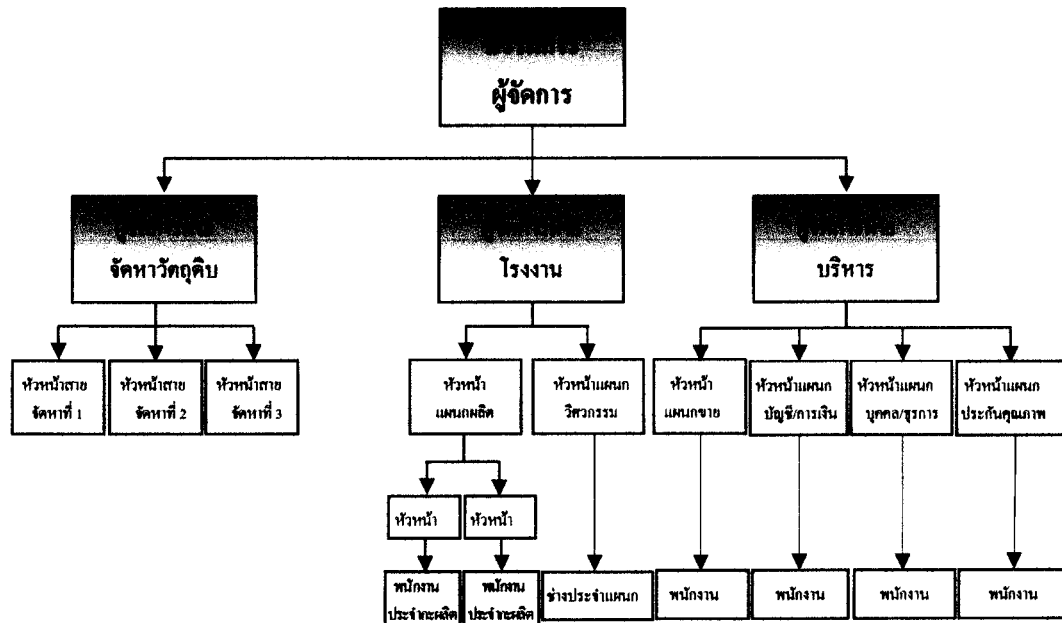 ผู้จัดการ
จัดหาวัตถุดิบ
โรงงาน
บริหาร
หัวหน้าสาย
จัดหาที่ 1
หัวหน้าสาย
จัดหาที่ 2
หัวหน้าสาย
จัดหาที่ 3
หัวหน้า
แผนกผลิต
หัวหน้าแผนก
วิศวกรรม
หัวหน้า
แผนกขาย
หัวหน้าแผนก
บัญชี/การเงิน
หัวหน้าแผนก
บุคคล/ธุรการ
หัวหน้าแผนก
ประกันคุณภาพ
หัวหน้า
หัวหน้า
พนักงาน
ประจำกะผลิต
พนักงาน
ประจำกะผลิต
ช่างประจำแผนก
พนักงาน
พนักงาน
พนักงาน
พนักงาน